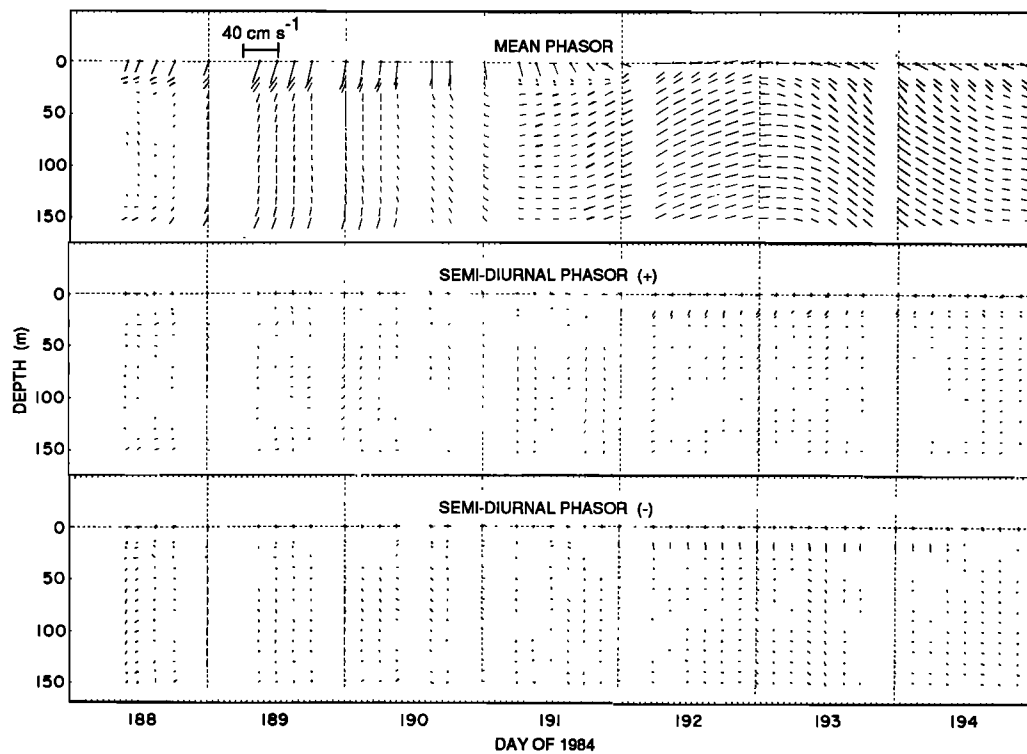 40 cm s⁻¹
MEAN PHASOR
0
50
100
150
SEMI-DIURNAL PHASOR (+)
0
50
100
150
DEPTH (m)
SEMI-DIURNAL PHASOR (-)
0
50
100
150
188 189 190 191 192 193 194
DAY OF 1984